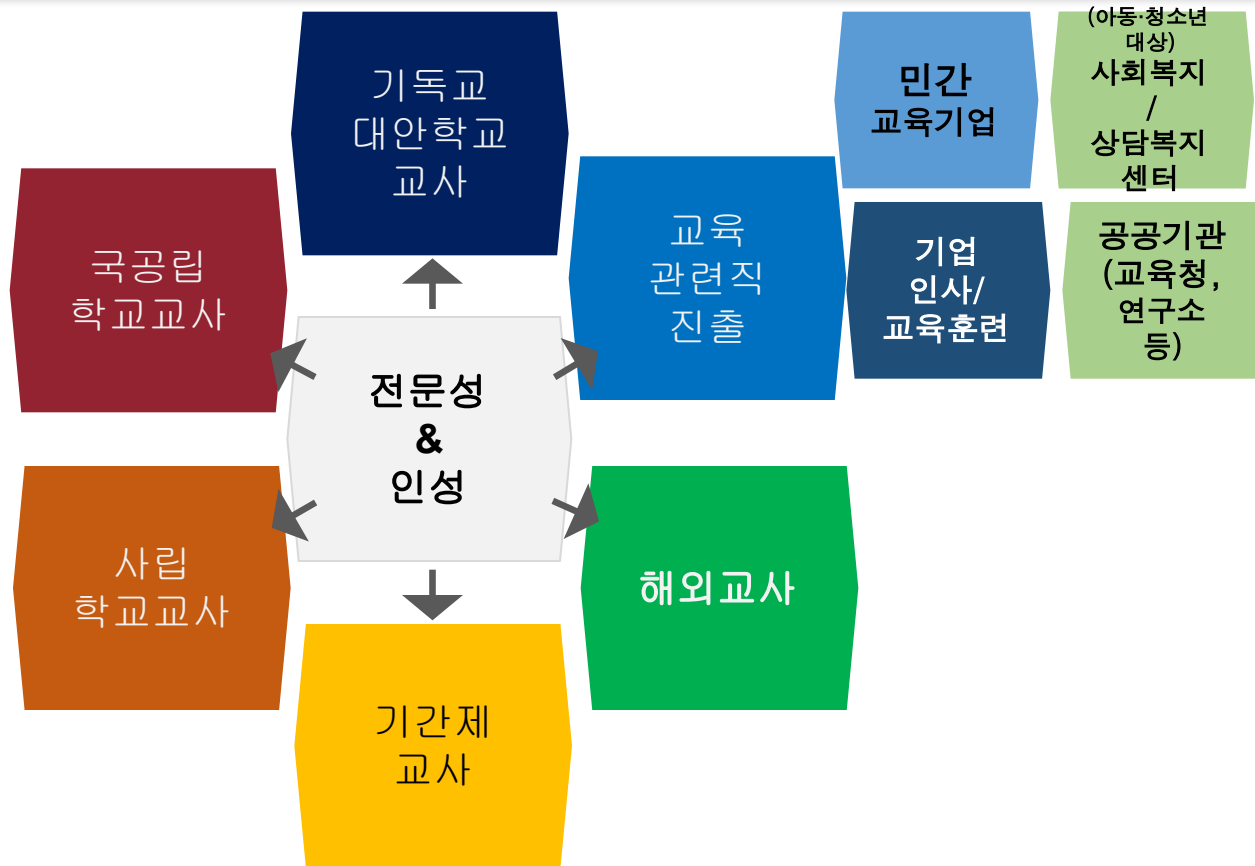 기독교
대안학교
교사
민간
교육기업
(아동·청소년
대상)
사회복지
/
상담복지
센터
국공립
학교교사
교육
관련직
진출
기업
인사/
교육훈련
공공기관
(교육청,
연구소
등)
전문성
&
인성
사립
학교교사
해외교사
기간제
교사